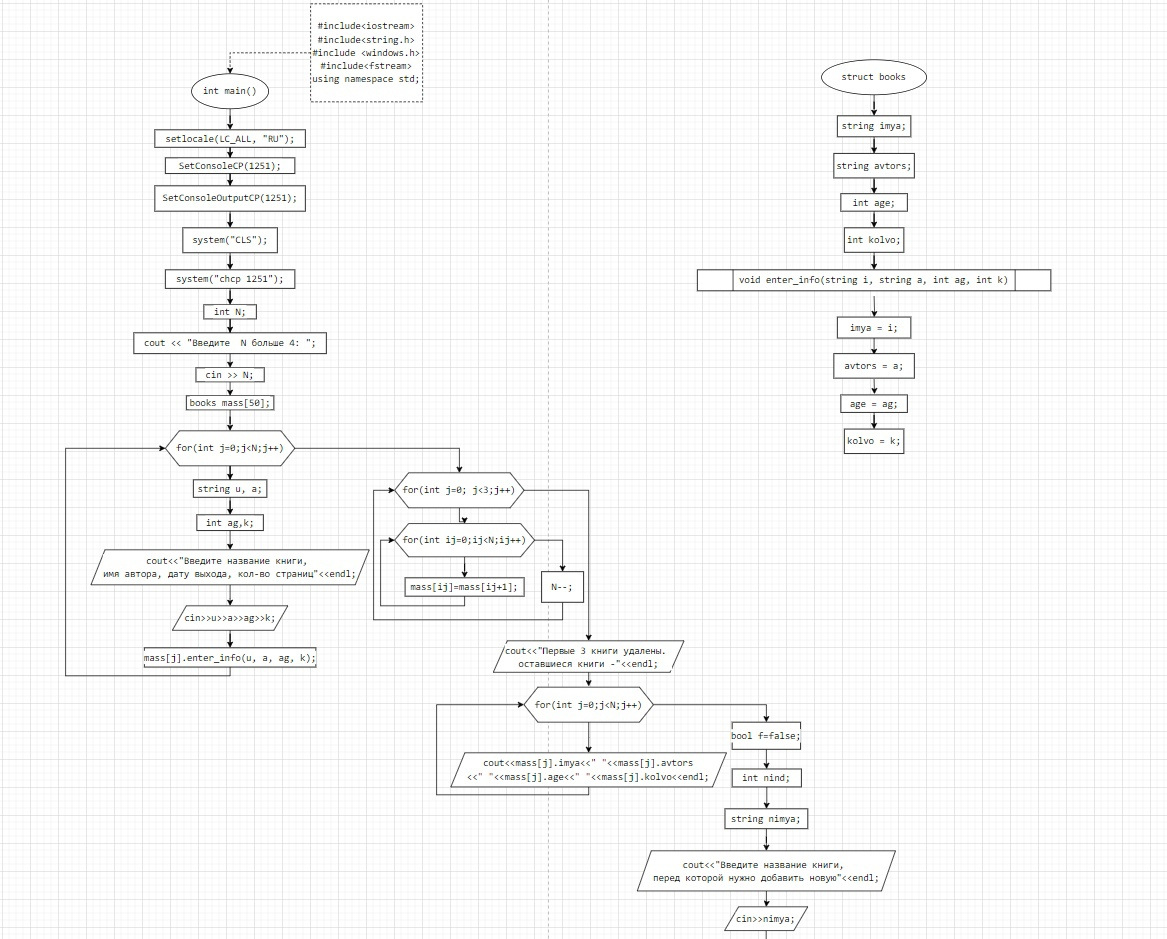 #include<iostream>
#include<string.h>
#include <windows.h>
#include<fstream>
using namespace std;
int main()
setlocale(LC_ALL, "RU");
SetConsoleCP(1251);
SetConsoleOutputCP(1251);
system("CLS");
system("chcp 1251");
int N;
cout << "Введите  N больше 4: ";
cin >> N;
books mass[50];
for(int j=0;j<N;j++)
string u, a;
int ag,k;
cout<<"Введите название книги,
имя автора, дату выхода, кол-во страниц"<<endl;
cin>>u>>a>>ag>>k;
mass[j].enter_info(u, a, ag, k);
for(int j=0; j<3;j++)
for(int ij=0;ij<N;ij++)
mass[ij]=mass[ij+1];
N--;
cout<<"Первые 3 книги удалены.
оставшиеся книги -"<<endl;
for(int j=0;j<N;j++)
cout<<mass[j].imya<<" "<<mass[j].avtors
<<" "<<mass[j].age<<" "<<mass[j].kolvo<<endl;
bool f=false;
int nind;
string nimya;
cout<<"Введите название книги,
перед которой нужно добавить новую"<<endl;
cin>>nimya;
struct books
string imya;
string avtors;
int age;
int kolvo;
void enter_info(string i, string a, int ag, int k)
imya = i;
avtors = a;
age = ag;
kolvo = k;